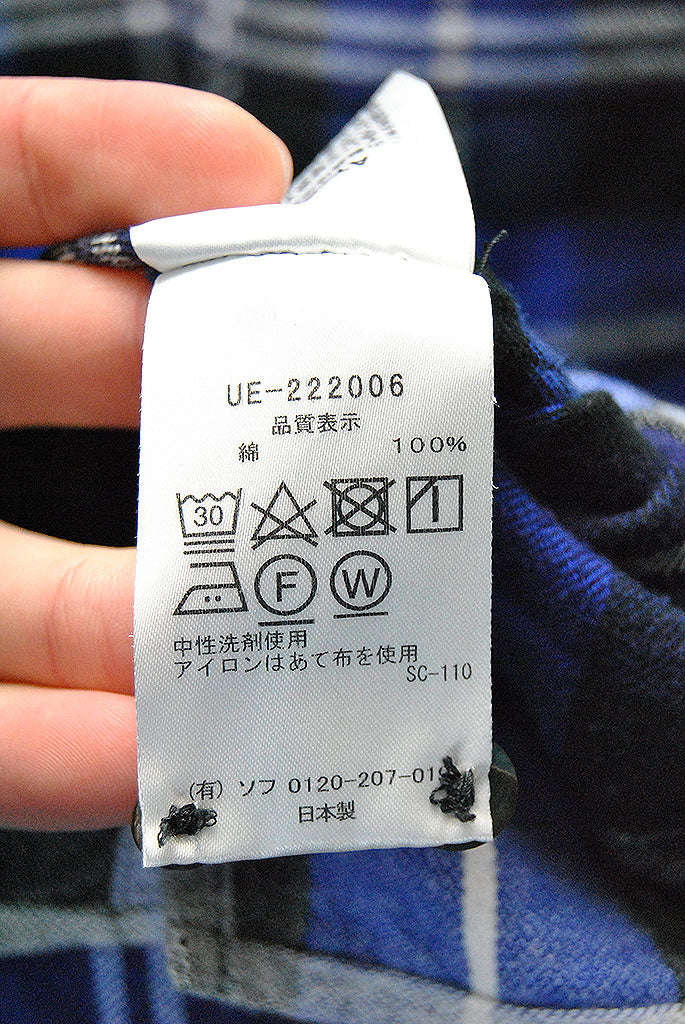 UE-222006
品質表示
綿 100%
30
F W
中性洗剤使用
アイロンはあて布を使用
SC-110
(有) ソフ 0120-207-01
日本製